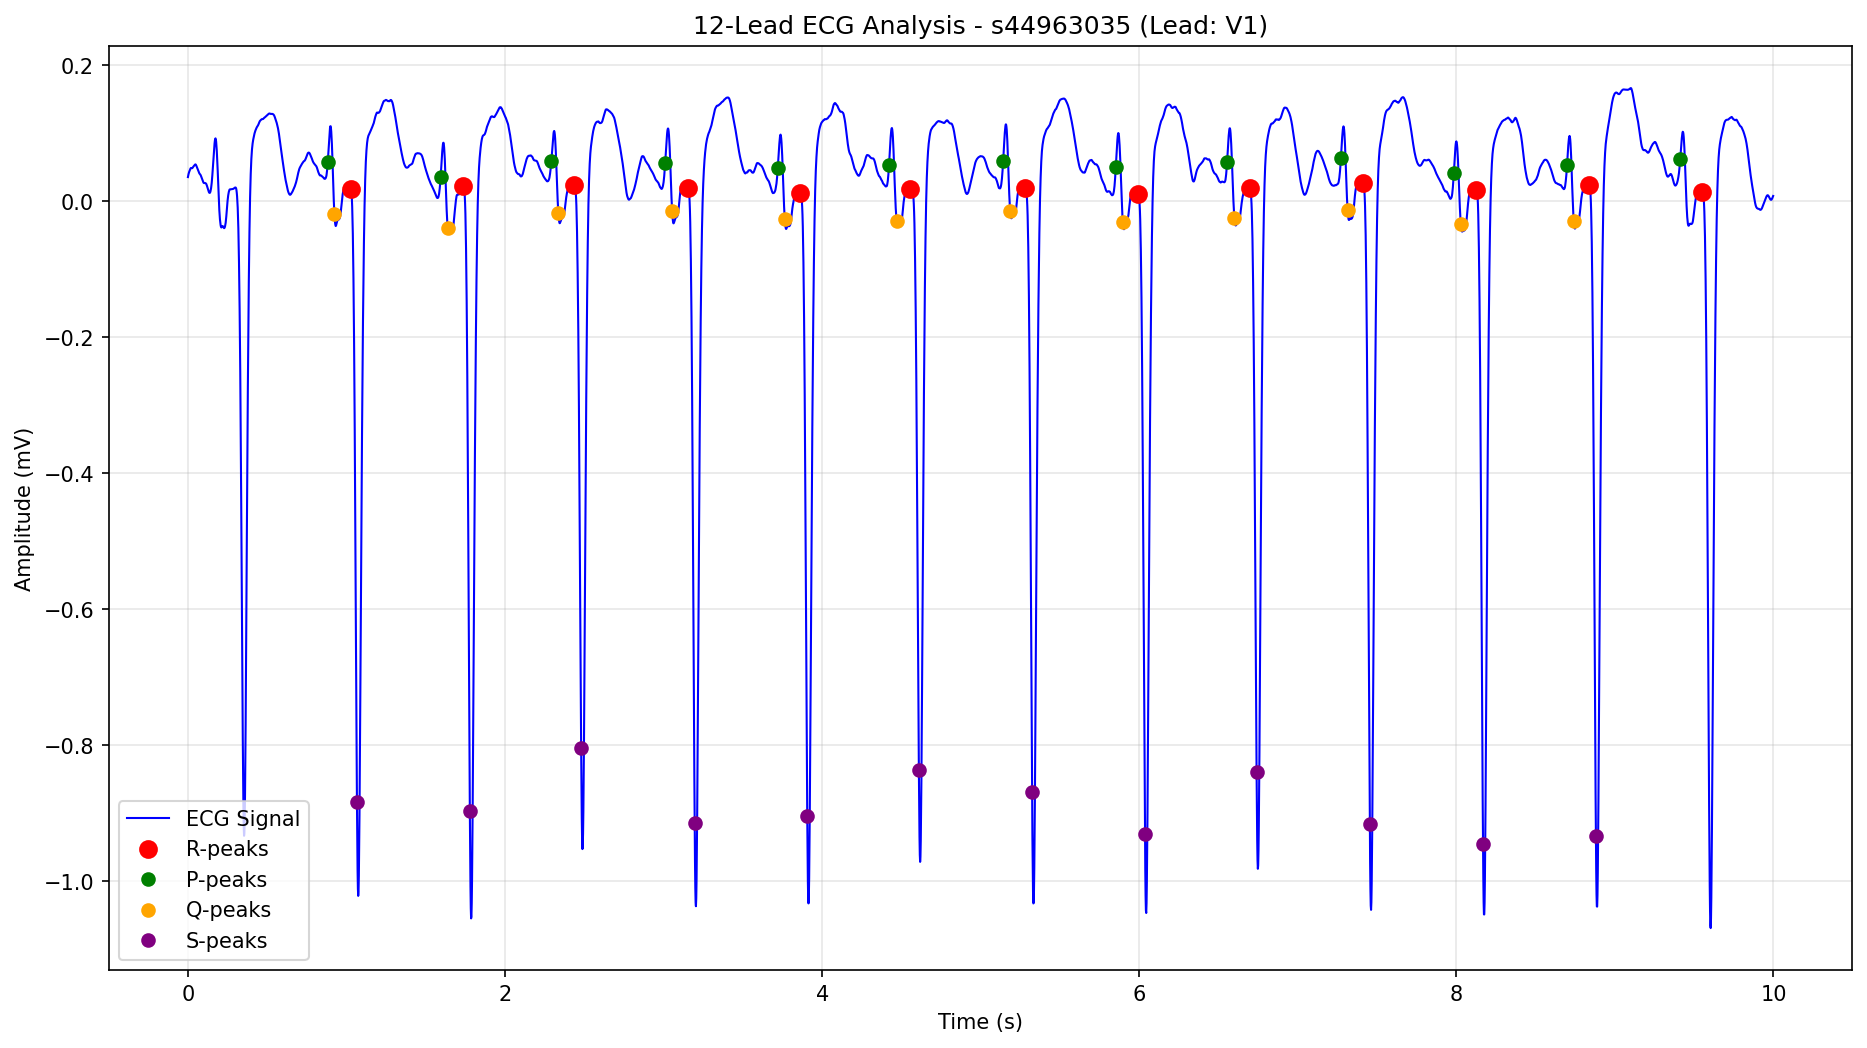 12-Lead ECG Analysis - s44963035 (Lead: V1)
Amplitude (mV)
0.2
0.0
−0.2
−0.4
−0.6
−0.8
−1.0
ECG Signal
R-peaks
P-peaks
Q-peaks
S-peaks
0 2 4 6 8 10
Time (s)